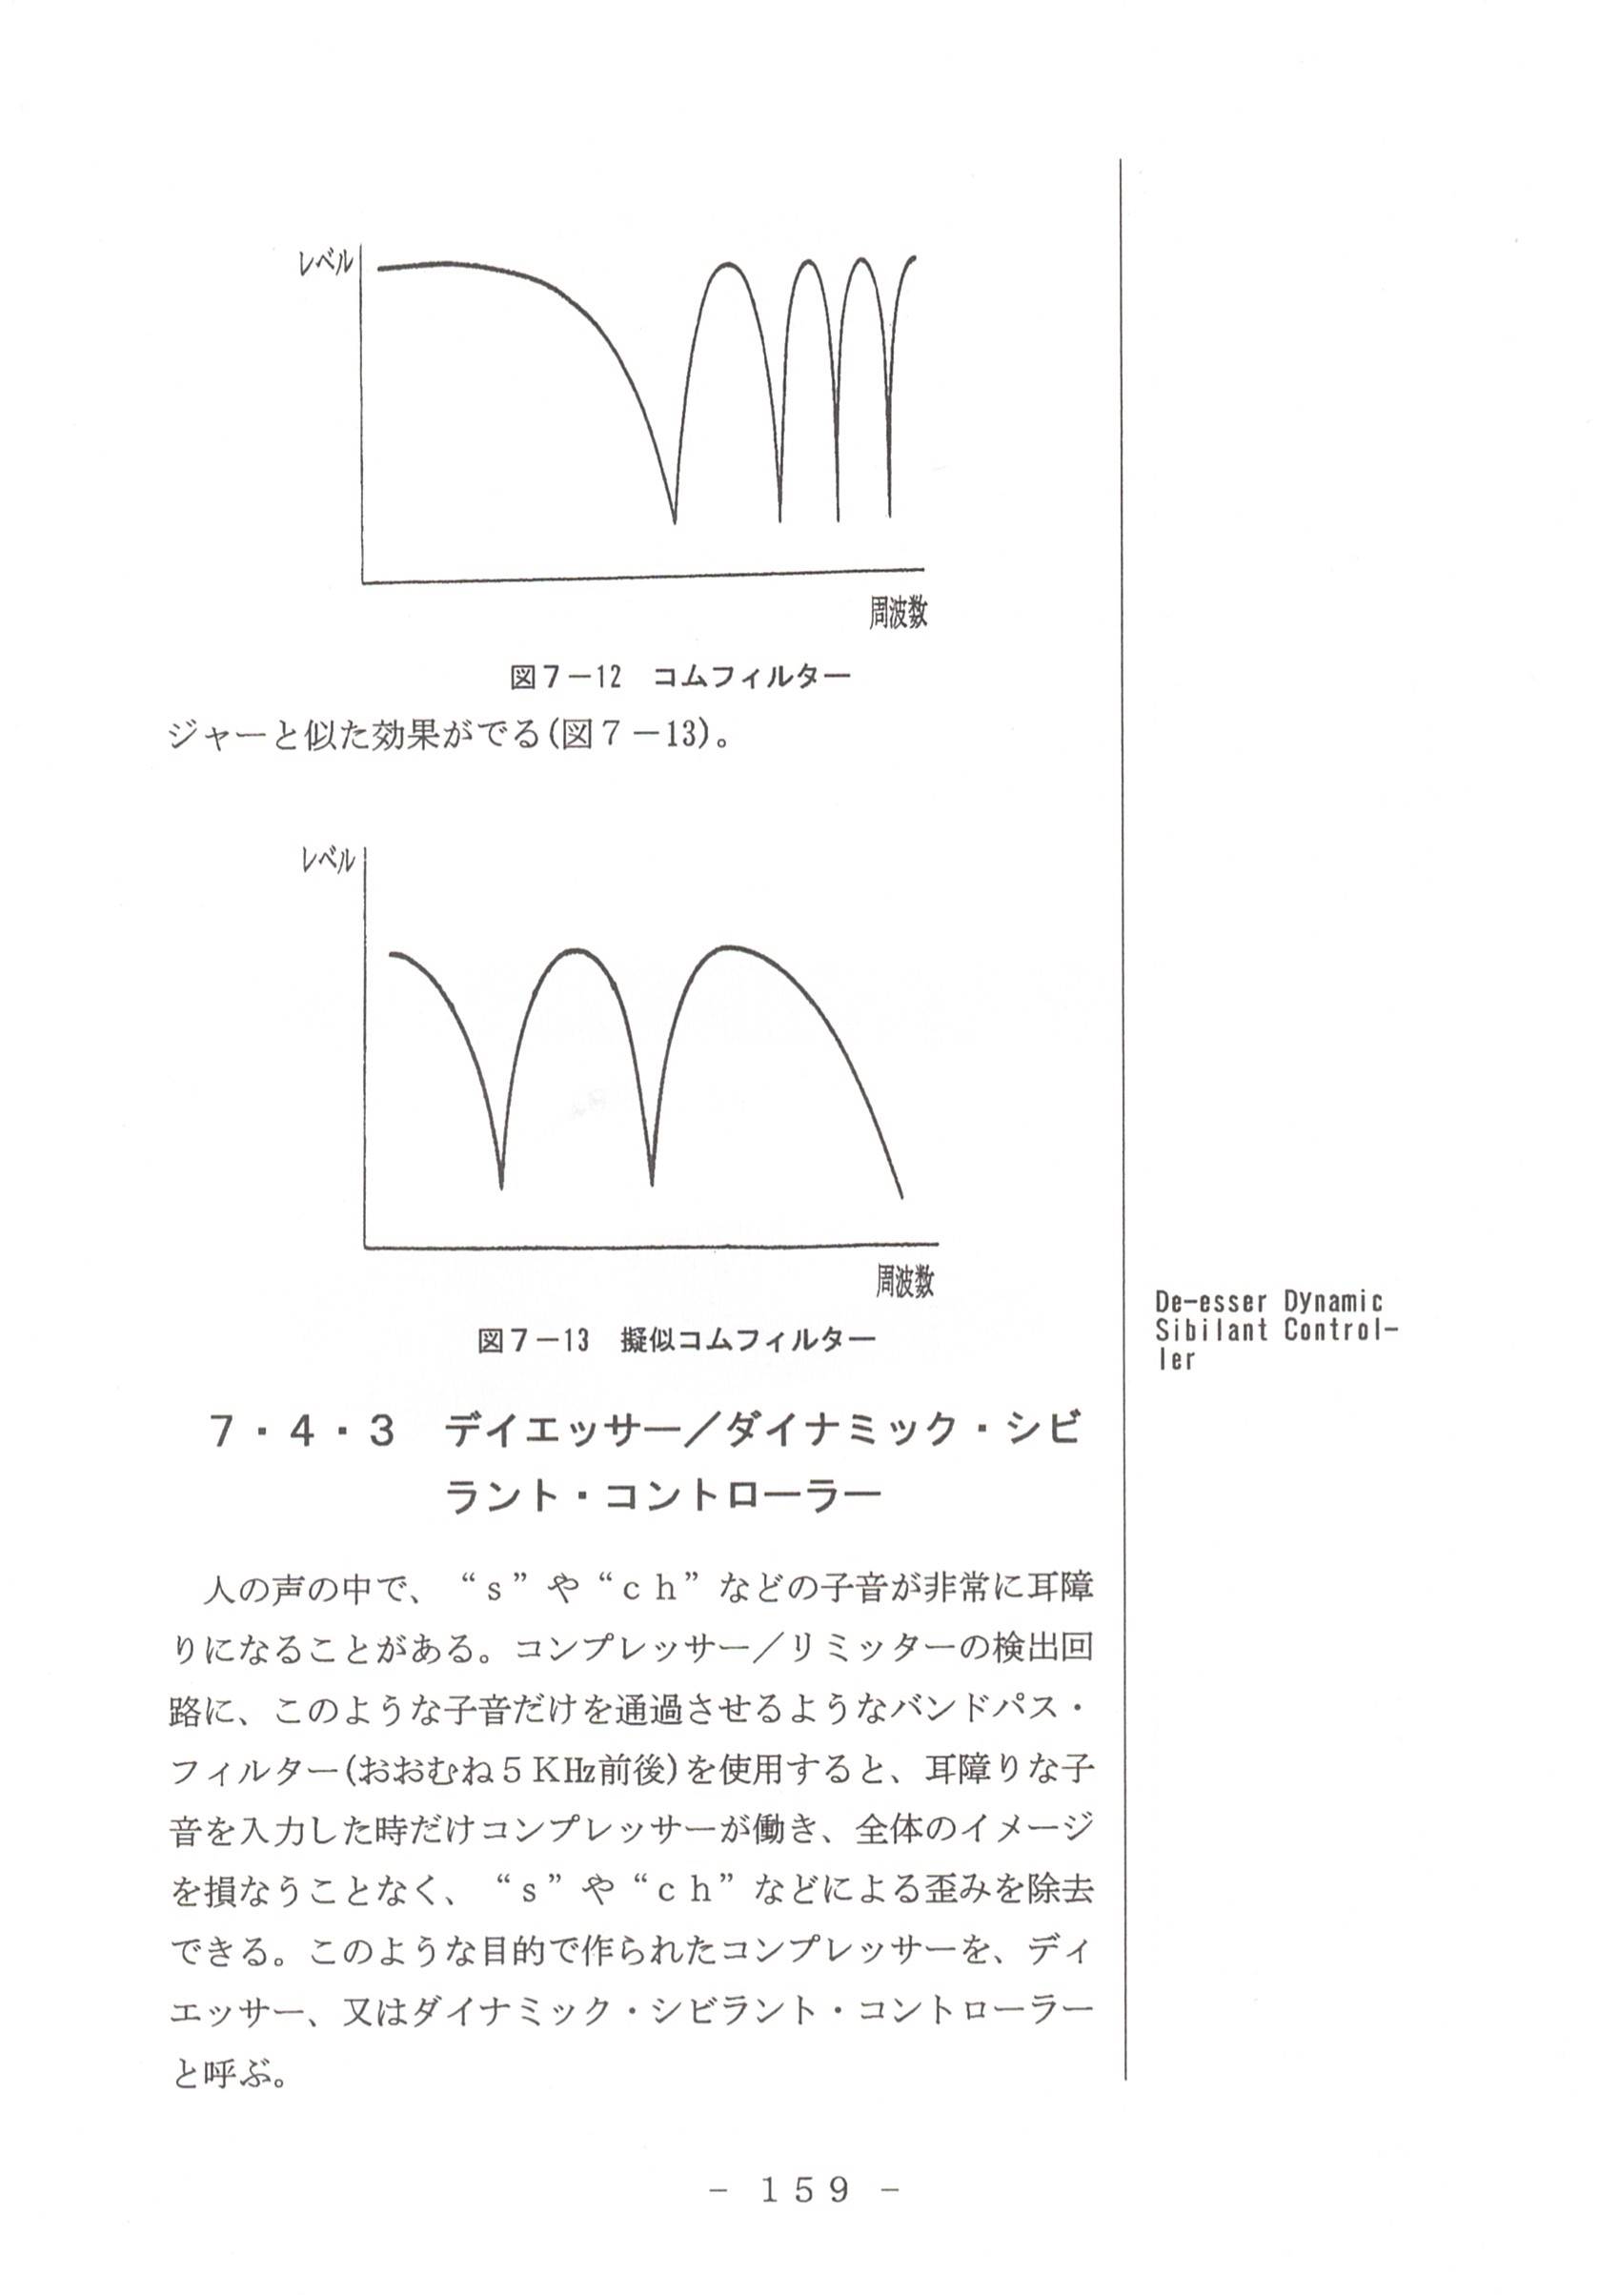 レベル
周波数
図7－12　コムフィルター
ジャーと似た効果がでる(図7－13)。
レベル
周波数
図7－13　擬似コムフィルター
De-esser Dynamic
Sibilant Control-
ler
7・4・3　デイエッサー／ダイナミック・シビ
ラント・コントローラー
人の声の中で、“s”や“ch”などの子音が非常に耳障
りになることがある。コンプレッサー／リミッターの検出回
路に、このような子音だけを通過させるようなバンドパス・
フィルター(おおむね5KHz前後)を使用すると、耳障りな子
音を入力した時だけコンプレッサーが働き、全体のイメージ
を損なうことなく、“s”や“ch”などによる歪みを除去
できる。このような目的で作られたコンプレッサーを、ディ
エッサー、又はダイナミック・シビラント・コントローラー
と呼ぶ。
- 159 -